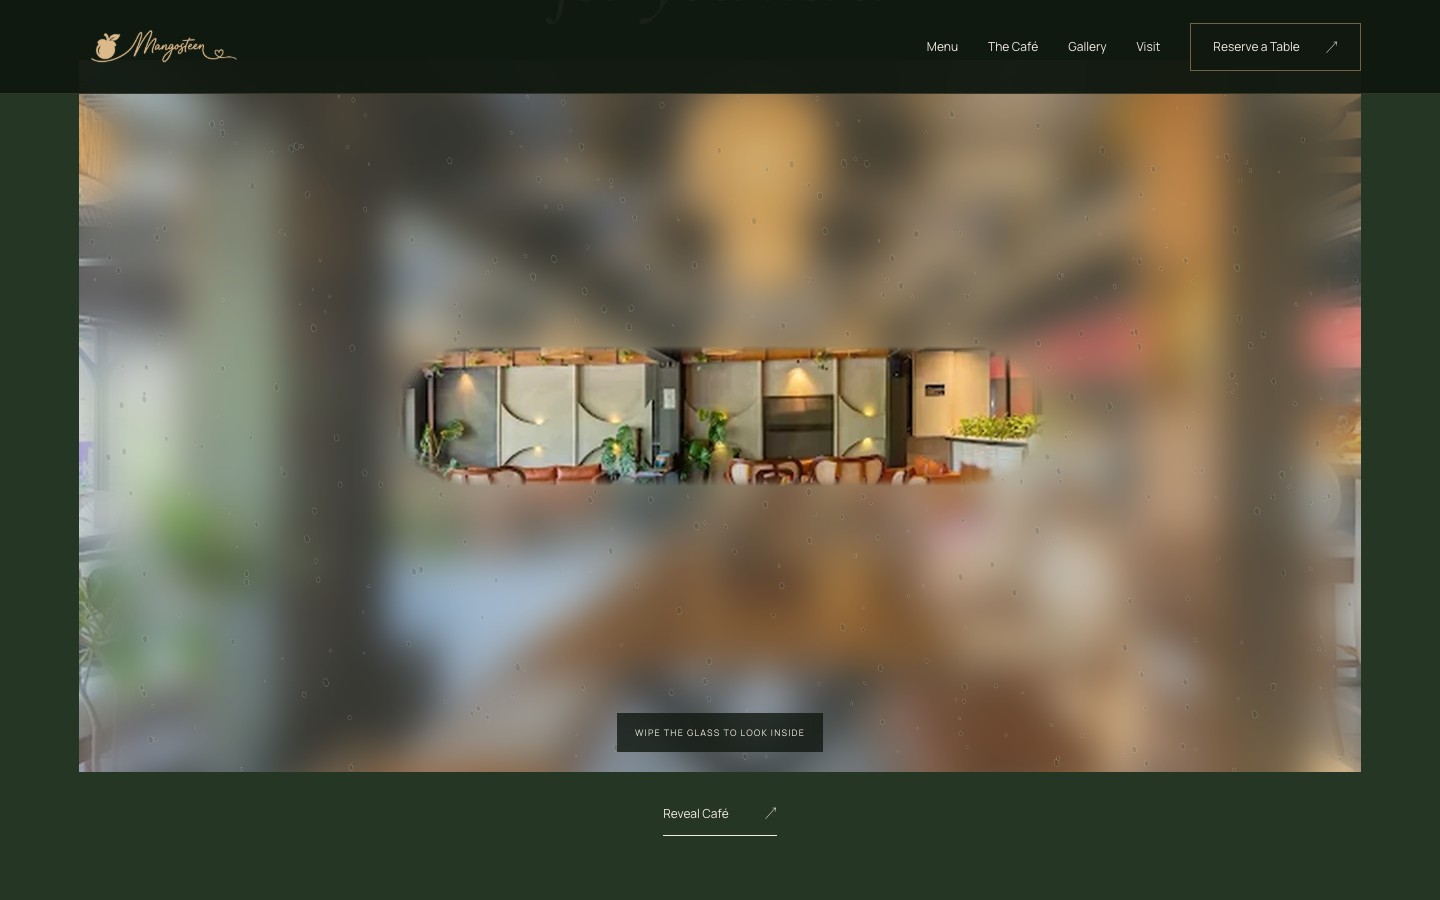 Mangosteen
Menu
The Café
Gallery
Visit
Reserve a Table
WIPE THE GLASS TO LOOK INSIDE
Reveal Café